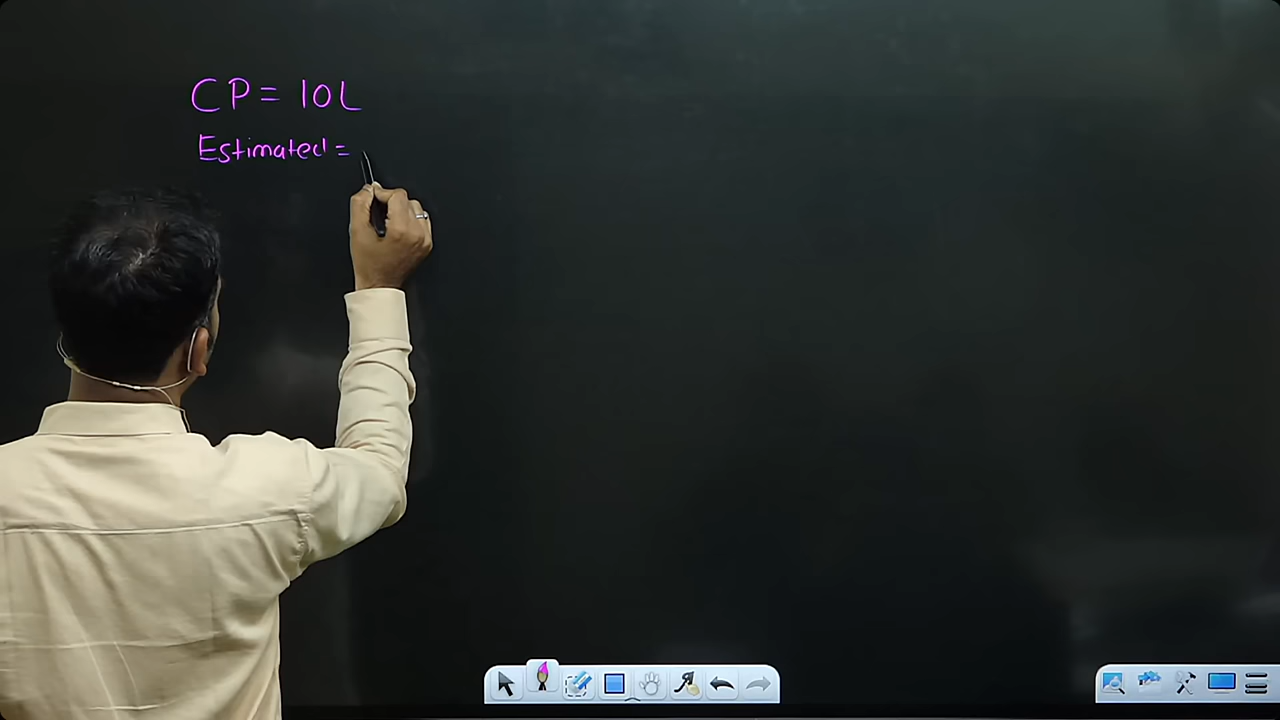 CP = 10L
Estimated =